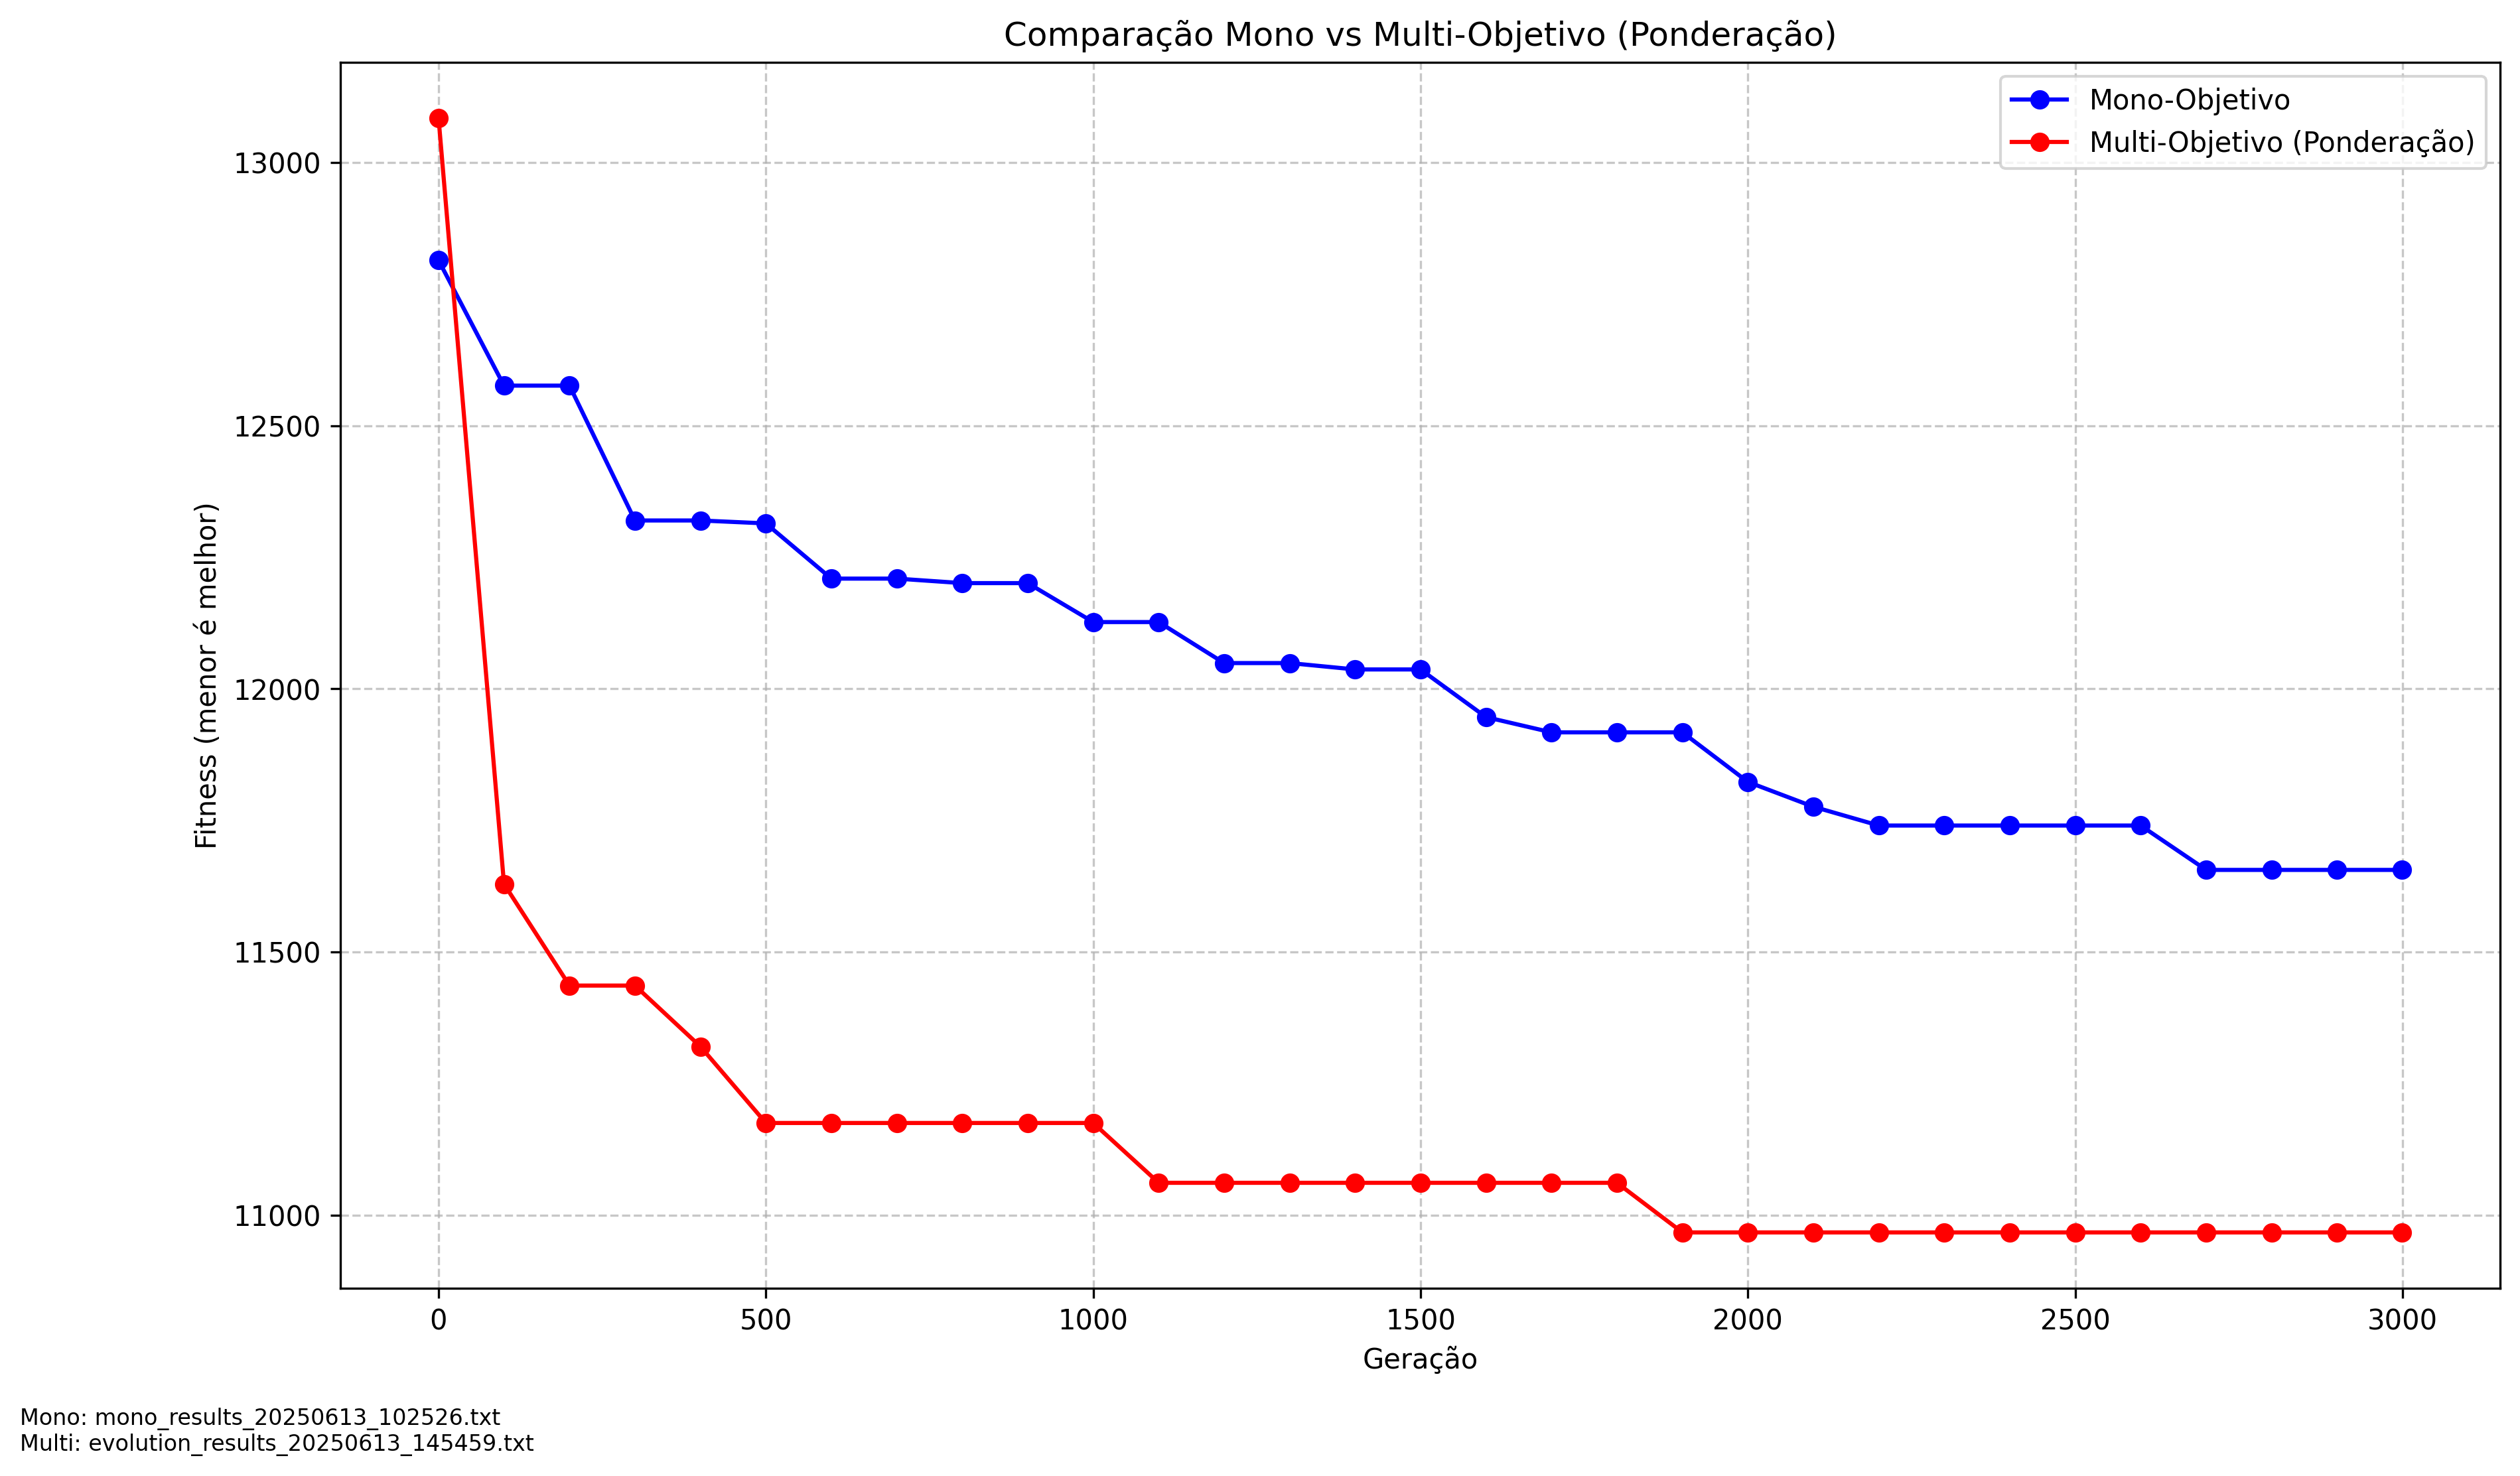 Comparação Mono vs Multi-Objetivo (Ponderação)
Mono-Objetivo
Multi-Objetivo (Ponderação)
Fitness (menor é melhor)
13000
12500
12000
11500
11000
0
500
1000
1500
2000
2500
3000
Geração
Mono: mono_results_20250613_102526.txt
Multi: evolution_results_20250613_145459.txt